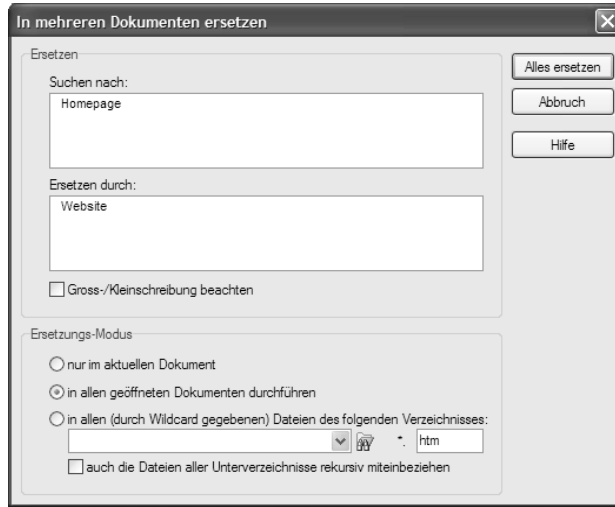 In mehreren Dokumenten ersetzen
Ersetzen
Suchen nach:
Homepage
Ersetzen durch:
Website
Gross-/Kleinschreibung beachten
Alles ersetzen
Abbruch
Hilfe
Ersetzungs-Modus
nur im aktuellen Dokument
in allen geöffneten Dokumenten durchführen
in allen (durch Wildcard gegebenen) Dateien des folgenden Verzeichnisses:
*. htm
auch die Dateien aller Unterverzeichnisse rekursiv miteinbeziehen